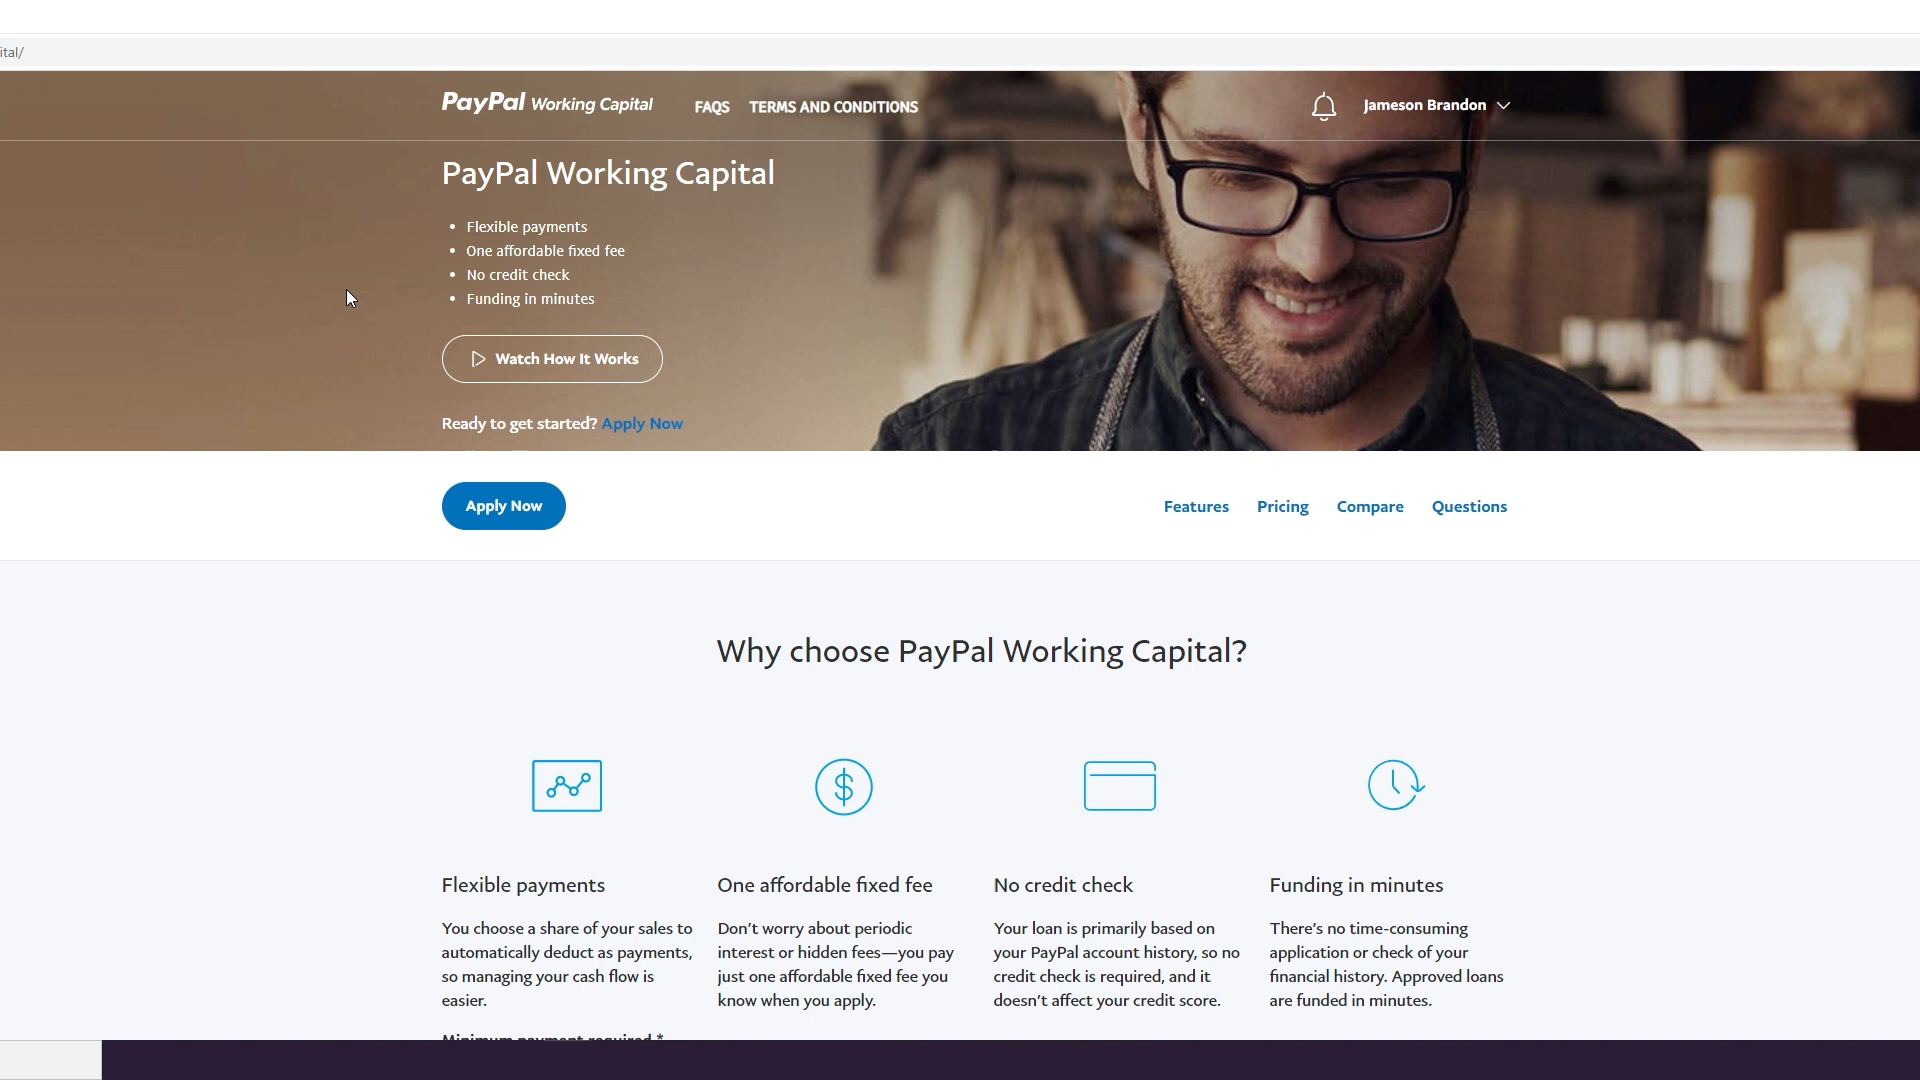 ital/
PayPal Working Capital
FAQS
TERMS AND CONDITIONS
Jameson Brandon
PayPal Working Capital
• Flexible payments
• One affordable fixed fee
• No credit check
• Funding in minutes
Watch How It Works
Ready to get started? Apply Now
Apply Now
Features
Pricing
Compare
Questions
Why choose PayPal Working Capital?
Flexible payments
You choose a share of your sales to
automatically deduct as payments,
so managing your cash flow is
easier.
Minimum payment required *
One affordable fixed fee
Don't worry about periodic
interest or hidden fees—you pay
just one affordable fixed fee you
know when you apply.
No credit check
Your loan is primarily based on
your PayPal account history, so no
credit check is required, and it
doesn't affect your credit score.
Funding in minutes
There's no time-consuming
application or check of your
financial history. Approved loans
are funded in minutes.